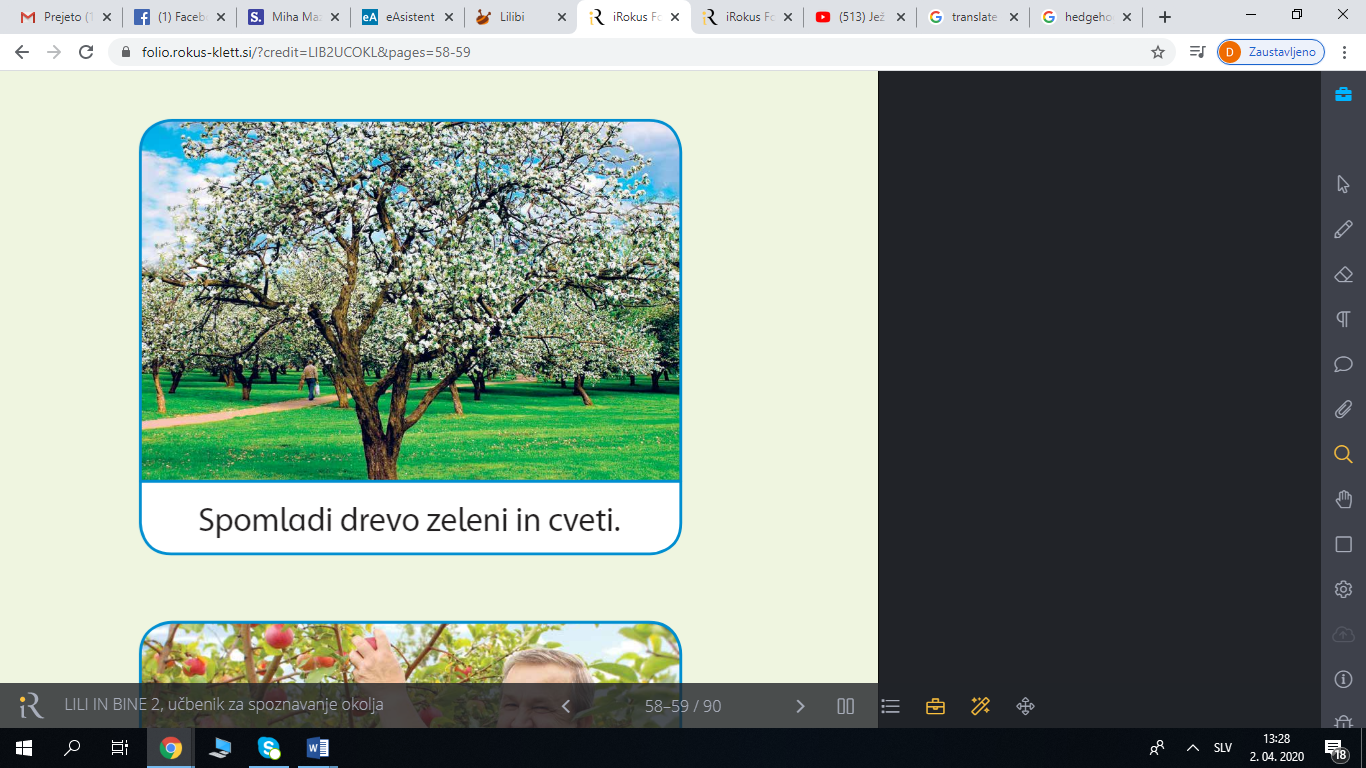 Prejeto (1
(1) Faceb
Miha Ma
eAsistent
Lilibi
iRokus Fo
iRokus Fo
(513) Jež
translate
hedgeho
folio.rokus-klett.si/?credit=LIB2UCOKL&pages=58-59
D
Zaustavljeno
Spomladi drevo zeleni in cveti.
LILI IN BINE 2, učbenik za spoznavanje okolja
58–59 / 90
SLV
13:28
2. 04. 2020
18